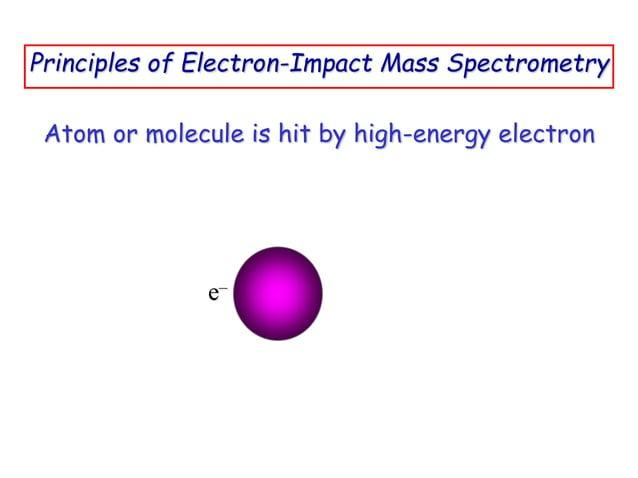 Principles of Electron-Impact Mass Spectrometry
Atom or molecule is hit by high-energy electron
e–